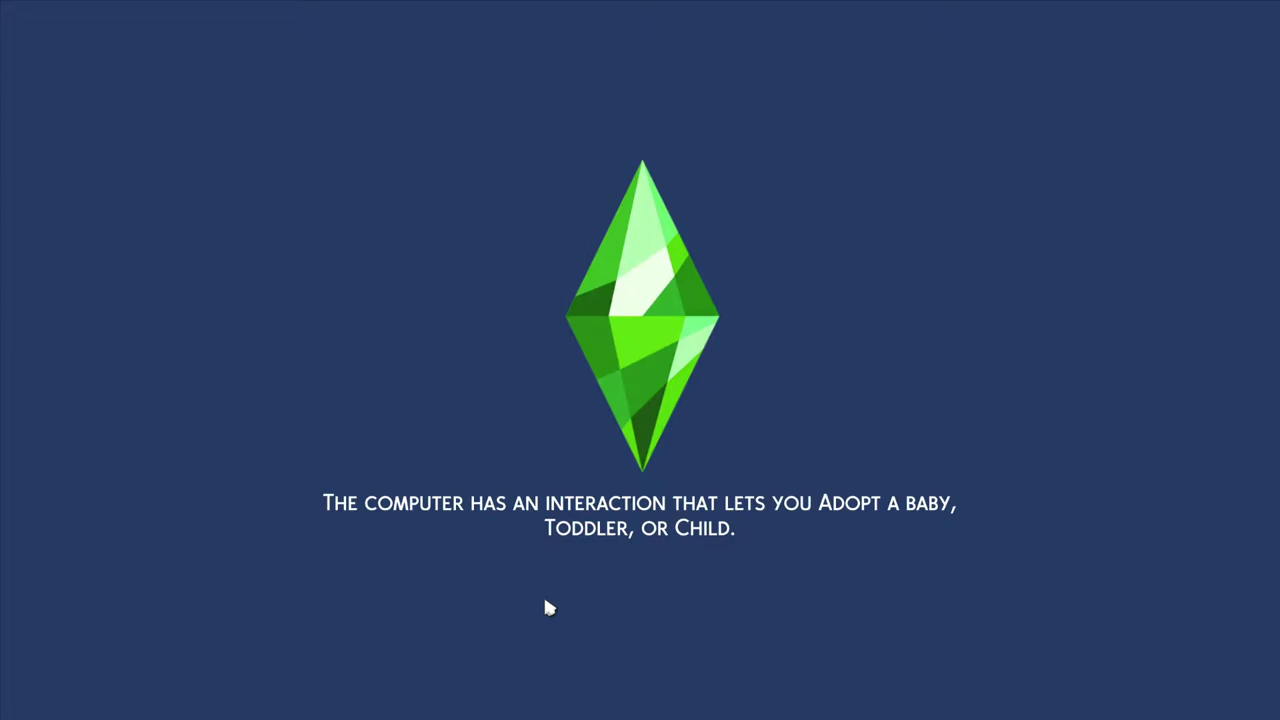 The computer has an interaction that lets you Adopt a baby,
Toddler, or Child.